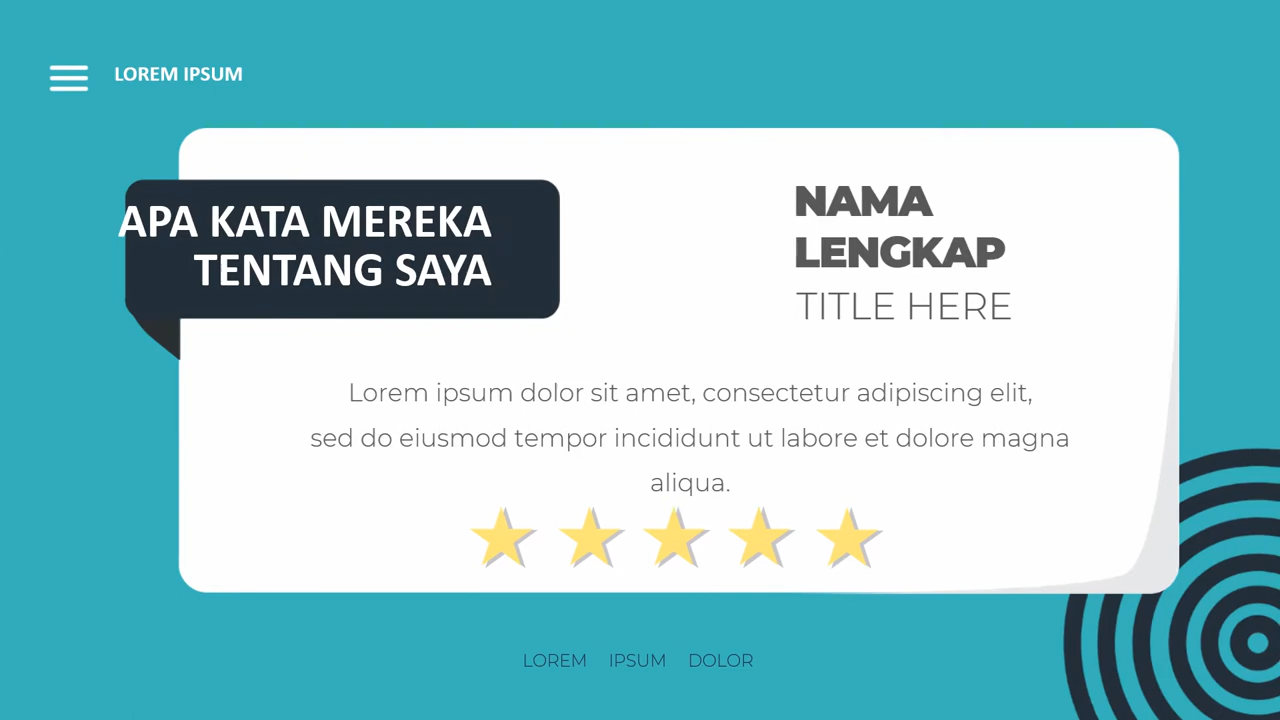 LOREM IPSUM
APA KATA MEREKA
TENTANG SAYA
NAMA
LENGKAP
TITLE HERE
Lorem ipsum dolor sit amet, consectetur adipiscing elit,
sed do eiusmod tempor incididunt ut labore et dolore magna
aliqua.
LOREM IPSUM DOLOR